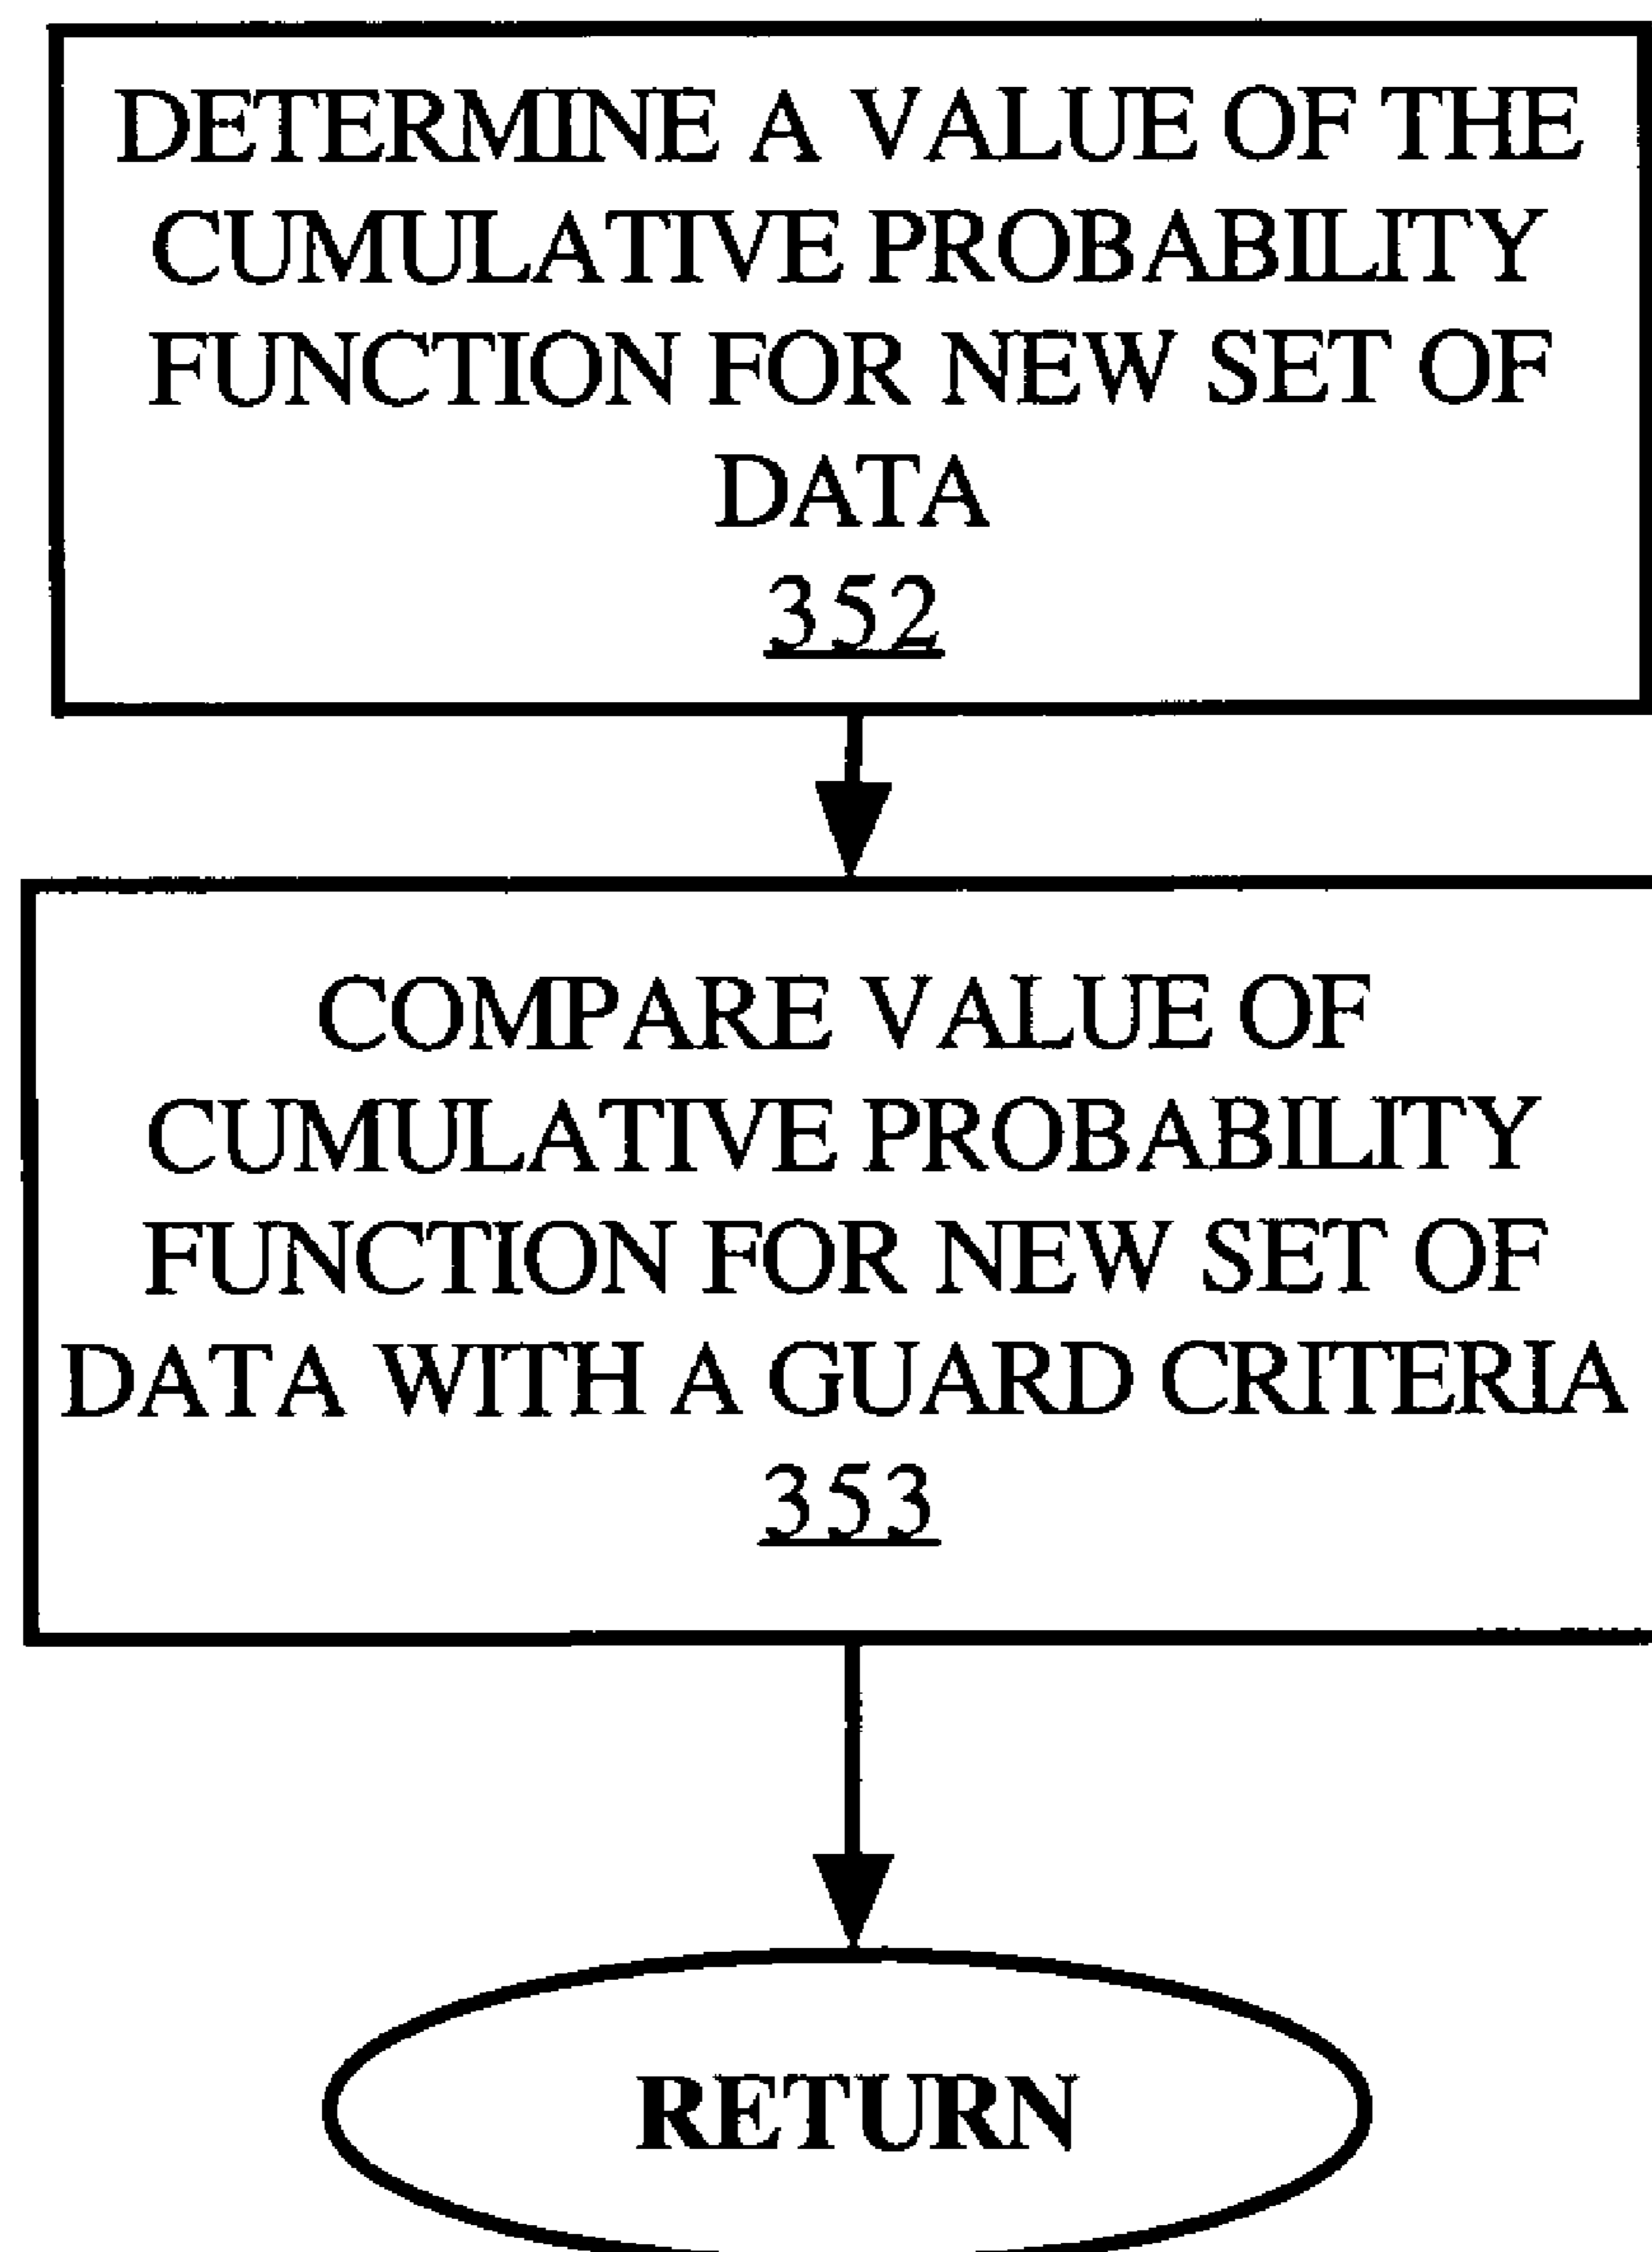 DETERMINE A VALUE OF THE
CUMULATIVE PROBABILITY
FUNCTION FOR NEW SET OF
DATA
352
COMPARE VALUE OF
CUMULATIVE PROBABILITY
FUNCTION FOR NEW SET OF
DATA WITH A GUARD CRITERIA
353
RETURN